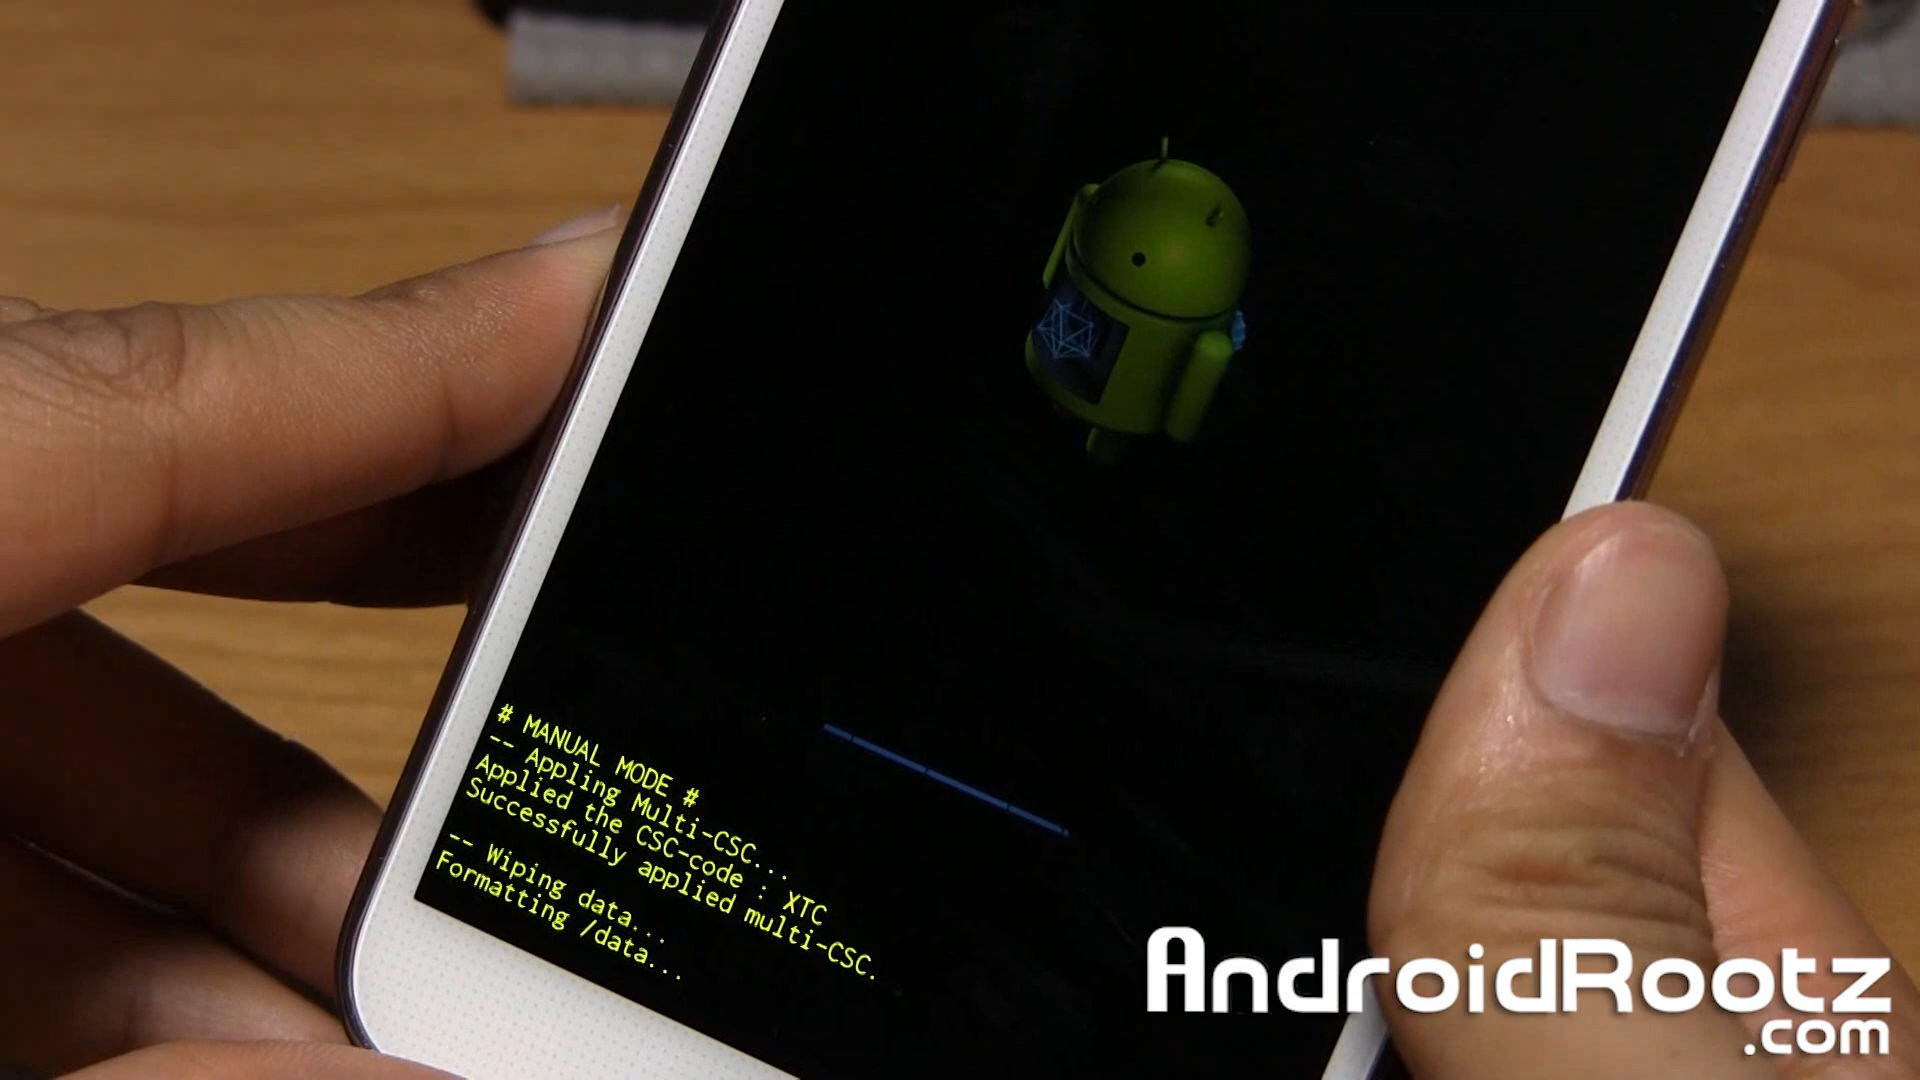 # MANUAL MODE #
-- Appling Multi-CSC...
Applied the CSC-code : XTC
Successfully applied multi-CSC.
-- Wiping data...
Formatting /data...
AndroidRootz
.com